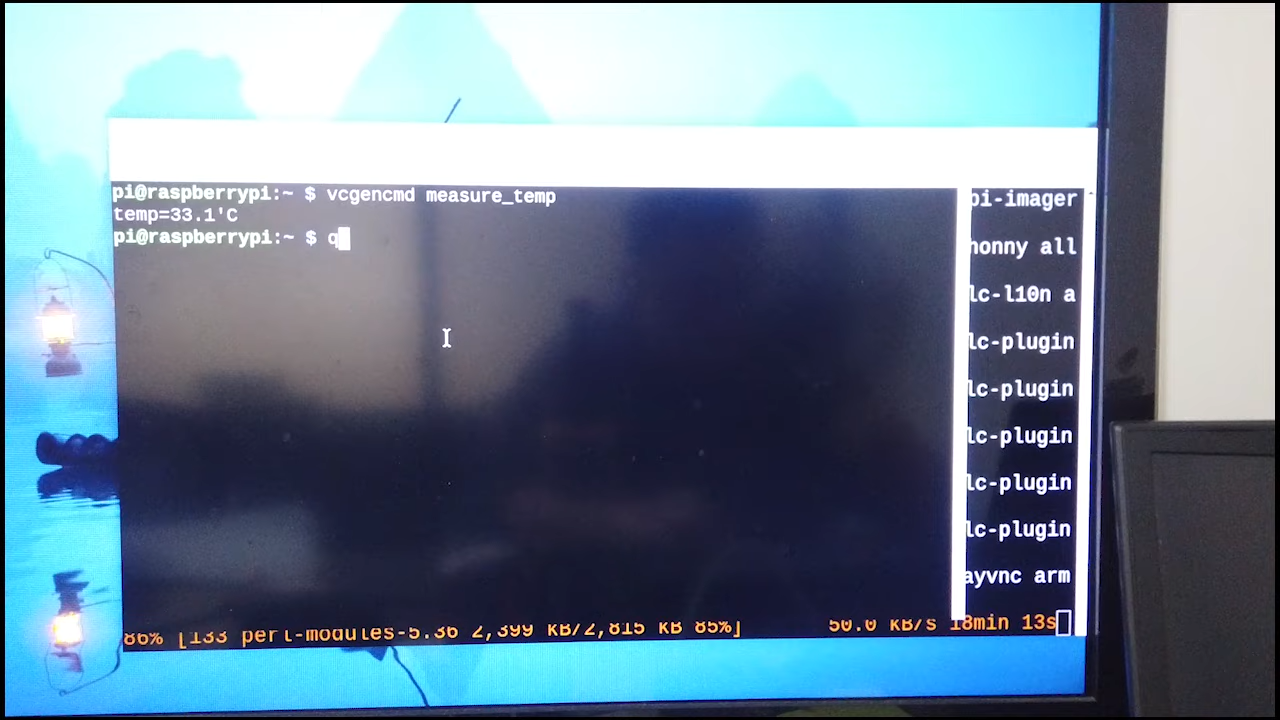 pi@raspberrypi:~ $ vcgencmd measure_temp
temp=33.1'C
pi@raspberrypi:~ $ q
pi-imager
honny all
lc-l10n a
lc-plugin
lc-plugin
lc-plugin
lc-plugin
lc-plugin
ayvnc arm
86% [133 perl-modules-5.36 2,399 kB/2,815 kB 85%] 50.0 kB/s 18min 13s